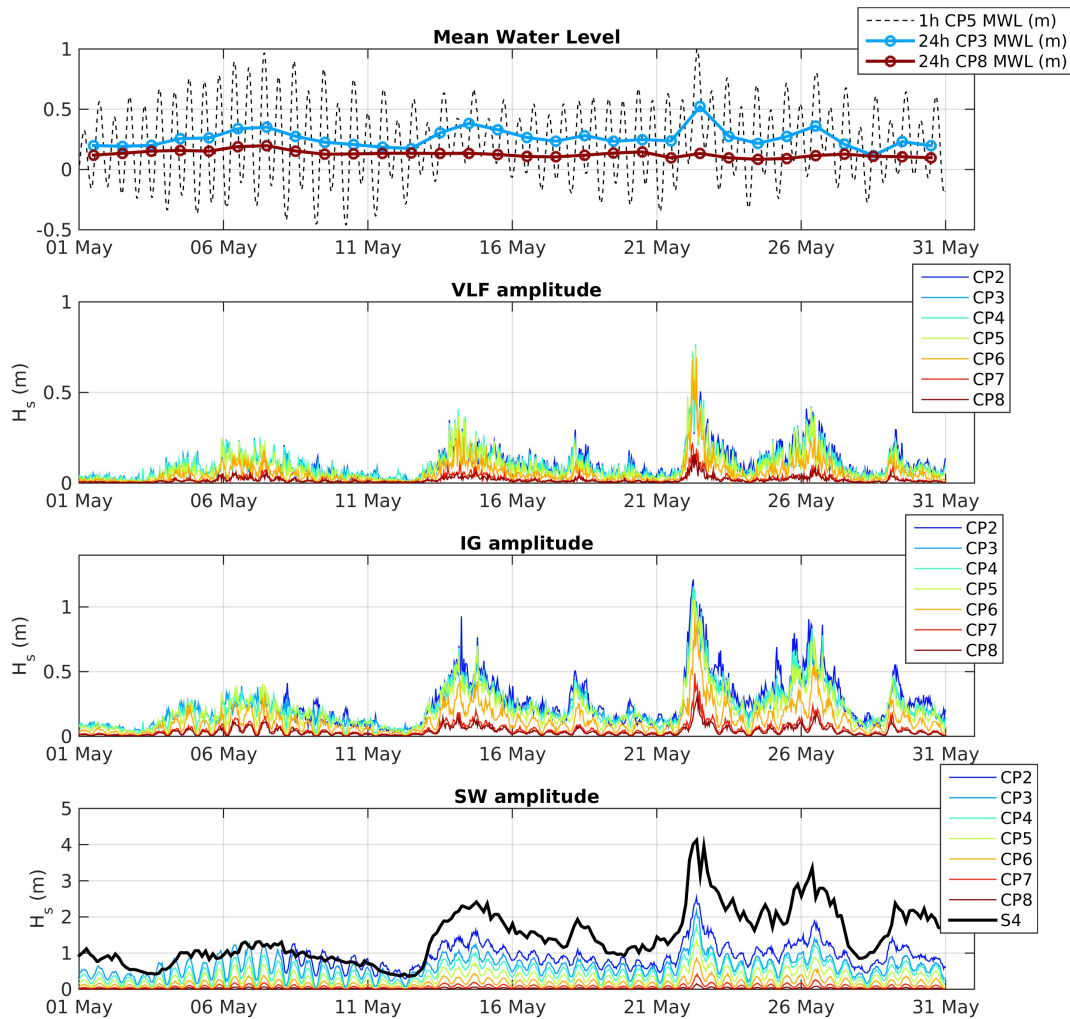 Mean Water Level
1h CP5 MWL (m)
24h CP3 MWL (m)
24h CP8 MWL (m)
1
0.5
0
-0.5
01 May 06 May 11 May 16 May 21 May 26 May 31 May
VLF amplitude
CP2
CP3
CP4
CP5
CP6
CP7
CP8
H_s (m)
1
0.5
0
01 May 06 May 11 May 16 May 21 May 26 May 31 May
IG amplitude
CP2
CP3
CP4
CP5
CP6
CP7
CP8
H_s (m)
1
0.5
0
01 May 06 May 11 May 16 May 21 May 26 May 31 May
SW amplitude
CP2
CP3
CP4
CP5
CP6
CP7
CP8
S4
H_s (m)
5
4
3
2
1
0
01 May 06 May 11 May 16 May 21 May 26 May 31 May